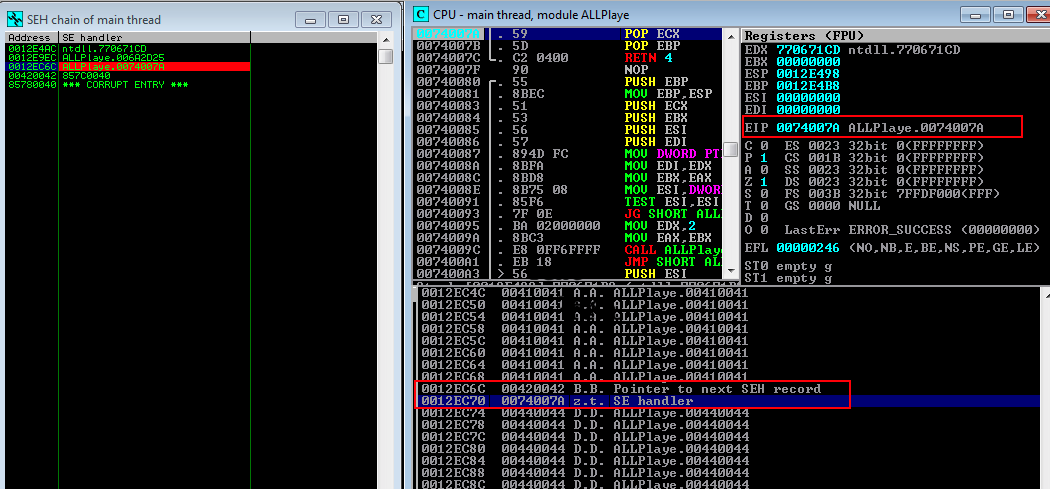 SEH chain of main thread
Address SE handler
0012E4AC ntdll.770671CD
0012E9EC ALLPlaye.006A2D25
0012EC6C ALLPlaye.0074007A
00420042 857C0040
85780040 *** CORRUPT ENTRY ***
CPU - main thread, module ALLPlaye
0074007A . 59 POP ECX
0074007B . 5D POP EBP
0074007C . C2 0400 RETN 4
0074007F 90 NOP
00740080 . 55 PUSH EBP
00740081 . 8BEC MOV EBP,ESP
00740083 . 51 PUSH ECX
00740084 . 53 PUSH EBX
00740085 . 56 PUSH ESI
00740086 . 57 PUSH EDI
00740087 . 894D FC MOV DWORD PT
0074008A . 8BFA MOV EDI,EDX
0074008C . 8BD8 MOV EBX,EAX
0074008E . 8B75 08 MOV ESI,DWOR
00740091 . 85F6 TEST ESI,ESI
00740093 . 7F 0E JG SHORT ALL
00740095 . BA 02000000 MOV EDX,2
0074009A . 8BC3 MOV EAX,EBX
0074009C . E8 0FF6FFFF CALL ALLPlaye
007400A1 . EB 18 JMP SHORT AL
007400A3 > 56 PUSH ESI
Registers (FPU)
EDX 770671CD ntdll.770671CD
EBX 00000000
ESP 0012E498
EBP 0012E4B8
ESI 00000000
EDI 00000000
EIP 0074007A ALLPlaye.0074007A
C 0 ES 0023 32bit 0(FFFFFFFF)
P 1 CS 001B 32bit 0(FFFFFFFF)
A 0 SS 0023 32bit 0(FFFFFFFF)
Z 1 DS 0023 32bit 0(FFFFFFFF)
S 0 FS 003B 32bit 7FFDF000(FFF)
T 0 GS 0000 NULL
D 0
O 0 LastErr ERROR_SUCCESS (00000000)
EFL 00000246 (NO,NB,E,BE,NS,PE,GE,LE)
ST0 empty g
ST1 empty g
0012EC4C 00410041 A.A. ALLPlaye.00410041
0012EC50 00410041 ALLPlaye.00410041
0012EC54 00410041 A.A. ALLPlaye.00410041
0012EC58 00410041 A.A. ALLPlaye.00410041
0012EC5C 00410041 A.A. ALLPlaye.00410041
0012EC60 00410041 A.A. ALLPlaye.00410041
0012EC64 00410041 A.A. ALLPlaye.00410041
0012EC68 00410041 A.A. ALLPlaye.00410041
0012EC6C 00420042 B.B. Pointer to next SEH record
0012EC70 0074007A z.t. SE handler
0012EC74 00440044 D.D. ALLPlaye.00440044
0012EC78 00440044 D.D. ALLPlaye.00440044
0012EC7C 00440044 D.D. ALLPlaye.00440044
0012EC80 00440044 D.D. ALLPlaye.00440044
0012EC84 00440044 D.D. ALLPlaye.00440044
0012EC88 00440044 D.D. ALLPlaye.00440044
0012EC8C 00440044 D.D. ALLPlaye.00440044